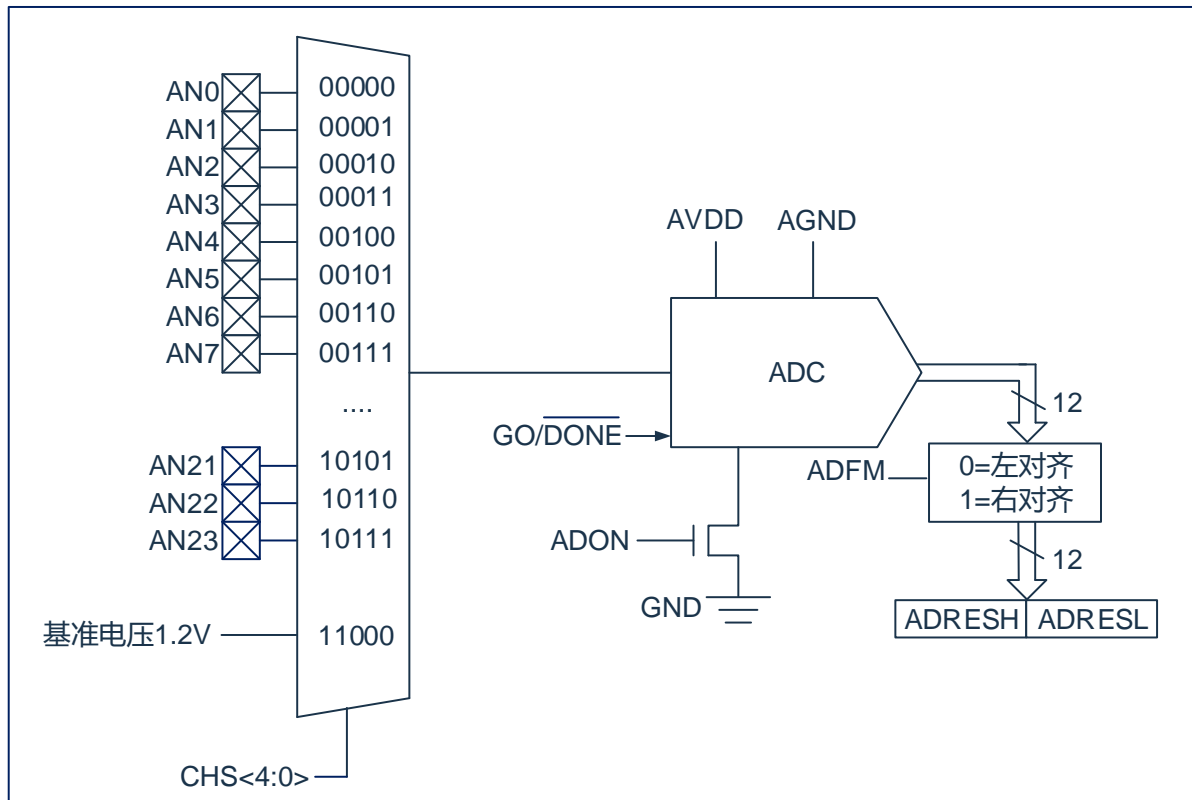 AN0
00000
AN1
00001
AN2
00010
AN3
00011
AN4
00100
AN5
00101
AN6
00110
AN7
00111
....
AN21
10101
AN22
10110
AN23
10111
基准电压1.2V
11000
CHS<4:0>
AVDD
AGND
ADC
GO/DONE
12
ADFM
0=左对齐
1=右对齐
ADON
12
GND
ADRESH
ADRESL